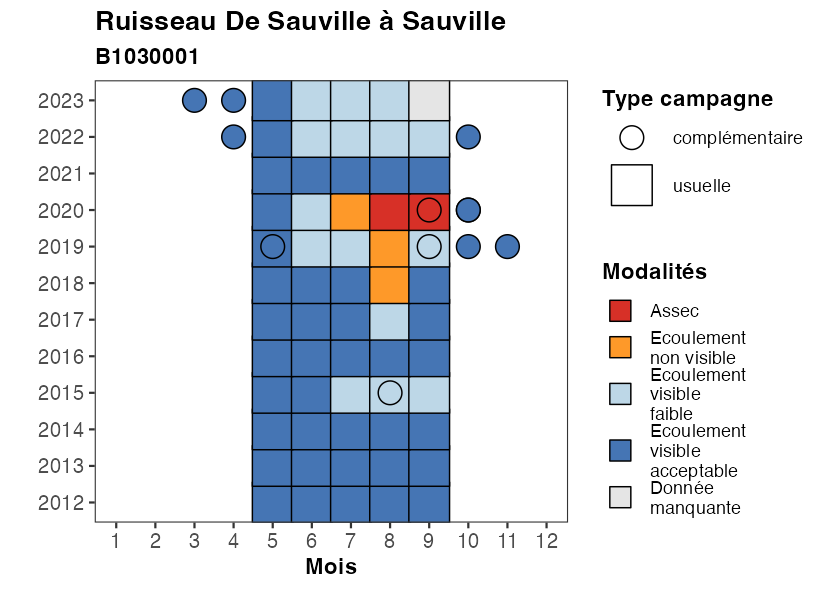 Ruisseau De Sauville à Sauville
B1030001
2023
2022
2021
2020
2019
2018
2017
2016
2015
2014
2013
2012
1 2 3 4 5 6 7 8 9 10 11 12
Mois
Type campagne
complémentaire
usuelle
Modalités
Assec
Ecoulement
non visible
Ecoulement
visible
faible
Ecoulement
visible
acceptable
Donnée
manquante